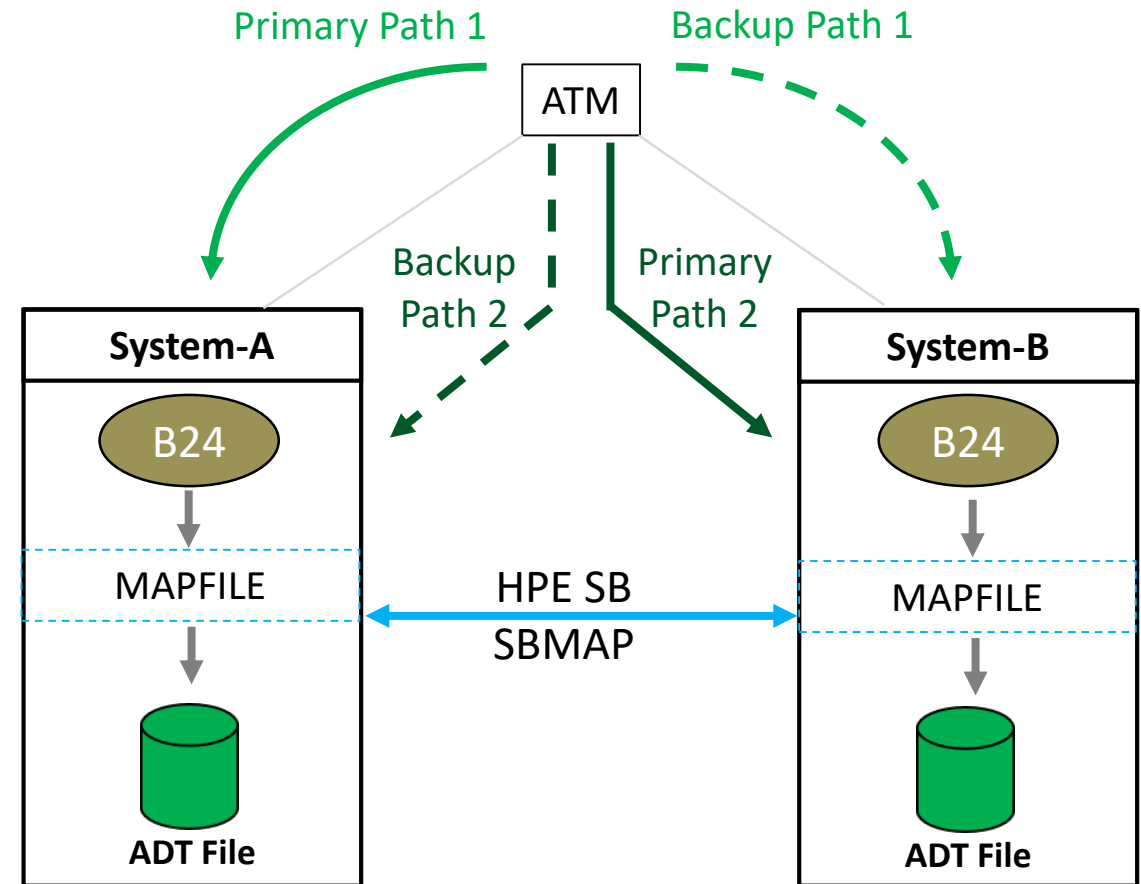 Primary Path 1
Backup Path 1
ATM
Backup
Path 2
Primary
Path 2
System-A
B24
MAPFILE
ADT File
HPE SB
SBMAP
System-B
B24
MAPFILE
ADT File